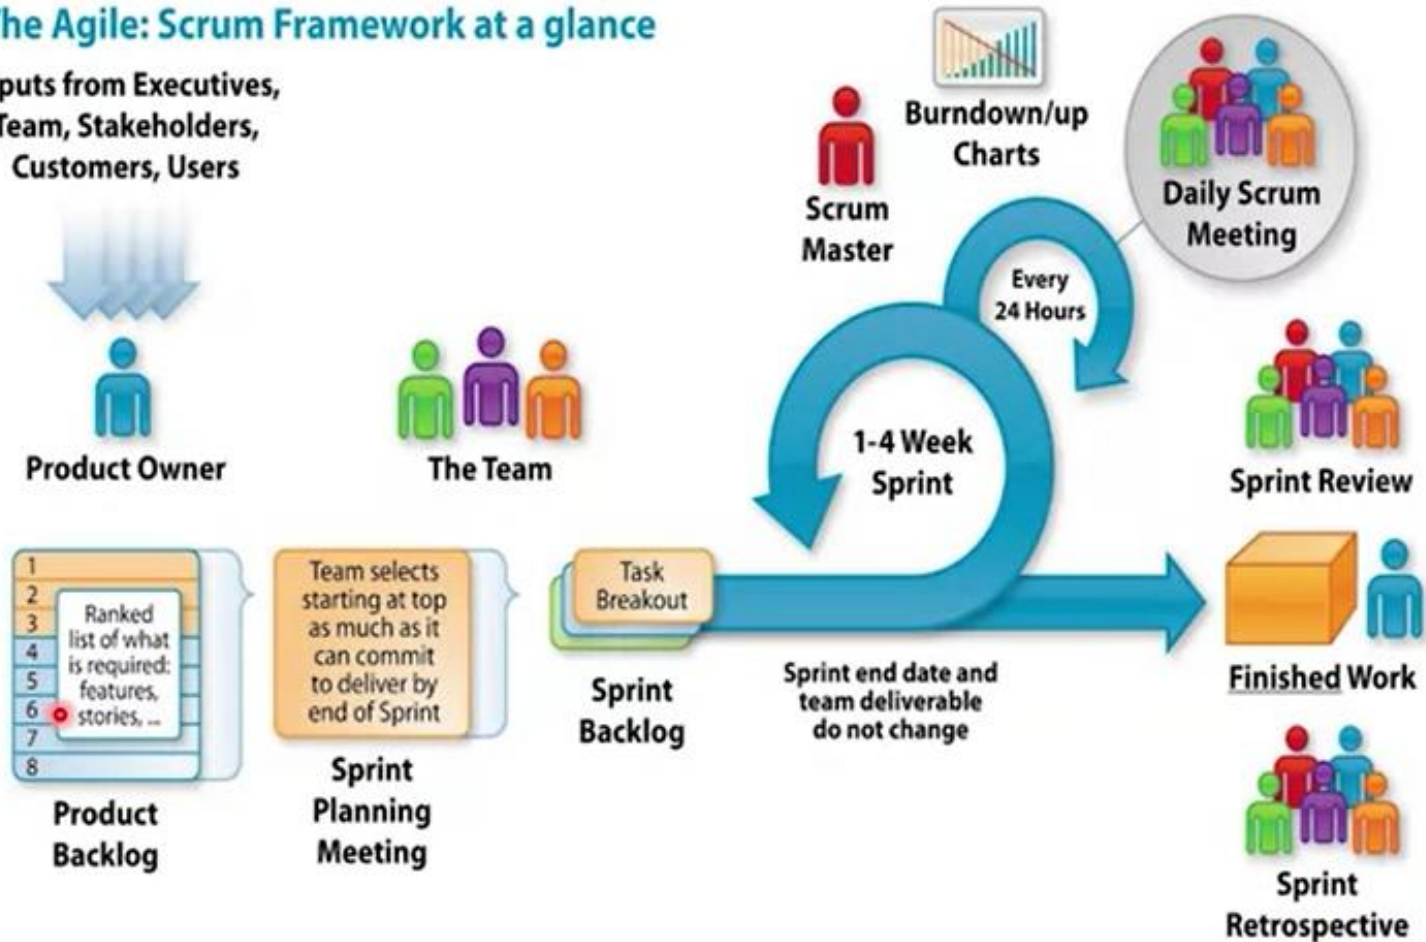 The Agile: Scrum Framework at a glance
puts from Executives,
Team, Stakeholders,
Customers, Users
Product Owner
The Team
Scrum
Master
Burndown/up
Charts
Daily Scrum
Meeting
Every
24 Hours
1-4 Week
Sprint
Sprint Review
1
2
3
4
5
6
7
8
Ranked
list of what
is required:
features,
stories, ...
Product
Backlog
Team selects
starting at top
as much as it
can commit
to deliver by
end of Sprint
Sprint
Planning
Meeting
Task
Breakout
Sprint
Backlog
Sprint end date and
team deliverable
do not change
Finished Work
Sprint
Retrospective